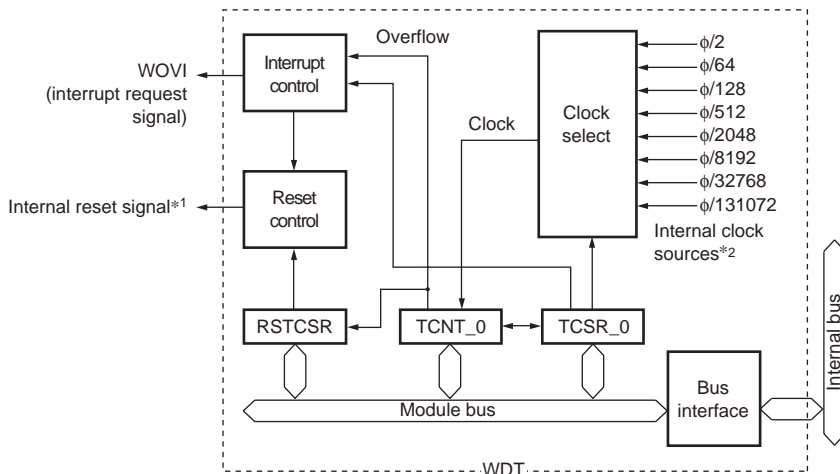 Overflow
Interrupt
control
WOVI
(interrupt request
signal)
Clock
Clock
select
ϕ/2
ϕ/64
ϕ/128
ϕ/512
ϕ/2048
ϕ/8192
ϕ/32768
ϕ/131072
Internal clock
sources*2
Internal reset signal*1
Reset
control
RSTCSR
TCNT_0
TCSR_0
Module bus
Bus
interface
Internal bus
WDT